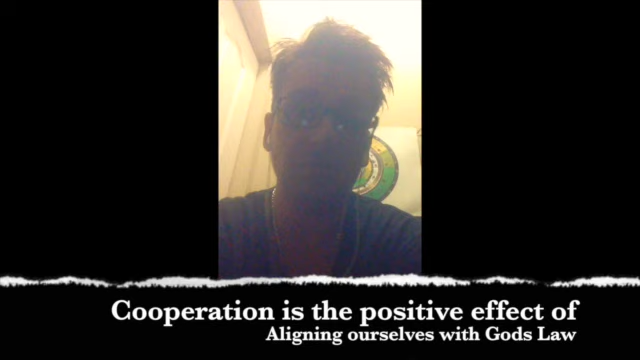 Cooperation is the positive effect of
Aligning ourselves with Gods Law